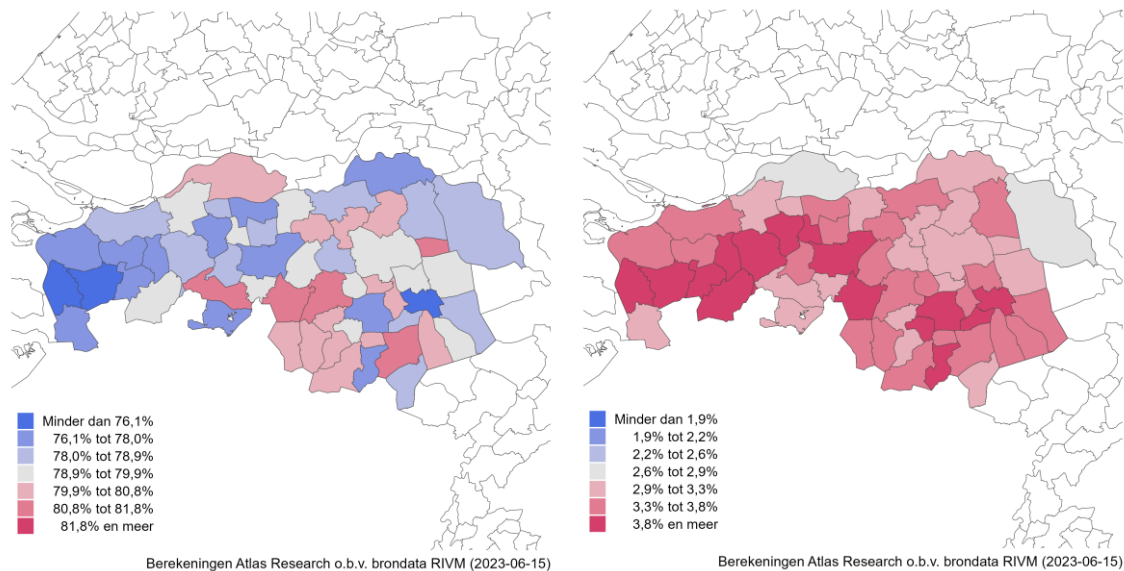 Minder dan 76,1%
76,1% tot 78,0%
78,0% tot 78,9%
78,9% tot 79,9%
79,9% tot 80,8%
80,8% tot 81,8%
81,8% en meer
Berekeningen Atlas Research o.b.v. brondata RIVM (2023-06-15)
Minder dan 1,9%
1,9% tot 2,2%
2,2% tot 2,6%
2,6% tot 2,9%
2,9% tot 3,3%
3,3% tot 3,8%
3,8% en meer
Berekeningen Atlas Research o.b.v. brondata RIVM (2023-06-15)